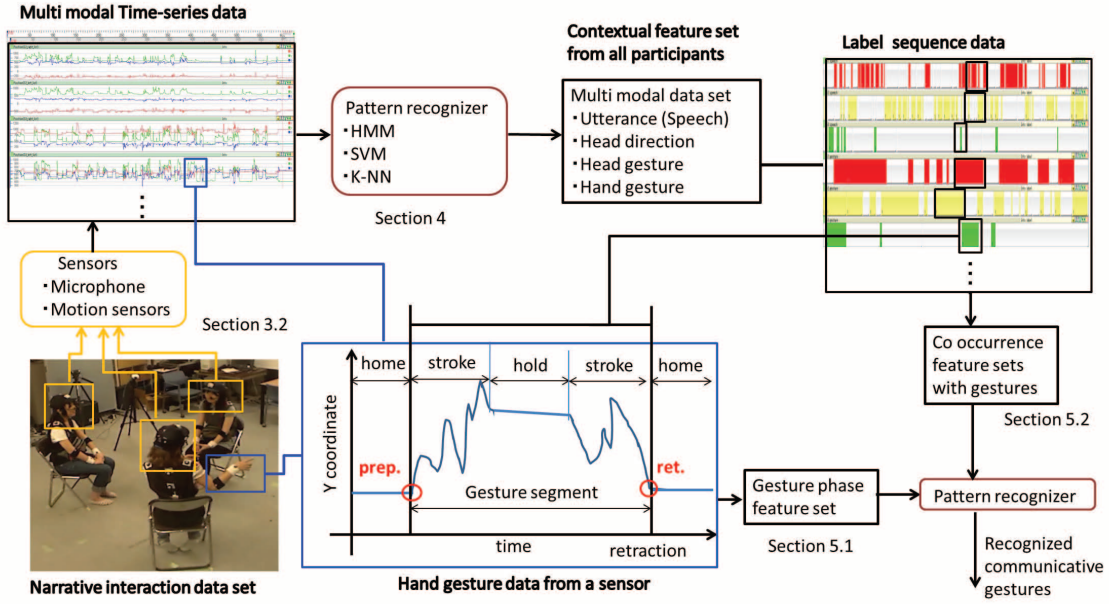 Multi modal Time-series data
Pattern recognizer
・HMM
・SVM
・K-NN
Section 4
Contextual feature set
from all participants
Multi modal data set
・Utterance (Speech)
・Head direction
・Head gesture
・Hand gesture
Label sequence data
Sensors
・Microphone
・Motion sensors
Section 3.2
Narrative interaction data set
home
stroke
hold
stroke
home
Y coordinate
prep.
ret.
Gesture segment
time
retraction
Hand gesture data from a sensor
Gesture phase
feature set
Section 5.1
Co occurrence
feature sets
with gestures
Section 5.2
Pattern recognizer
Recognized
communicative
gestures